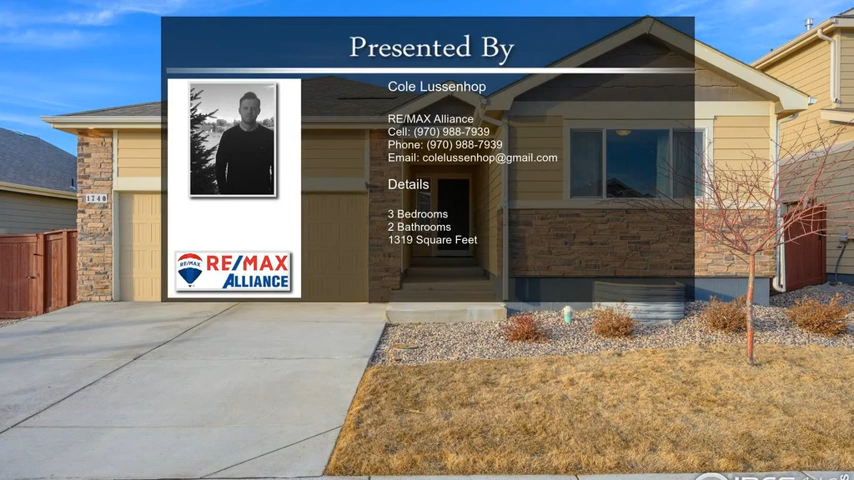 Presented By
Cole Lussenhop
RE/MAX Alliance
Cell: (970) 988-7939
Phone: (970) 988-7939
Email: colelussenhop@gmail.com
Details
3 Bedrooms
2 Bathrooms
1319 Square Feet
1740
RE/MAX
RE/MAX
ALLIANCE